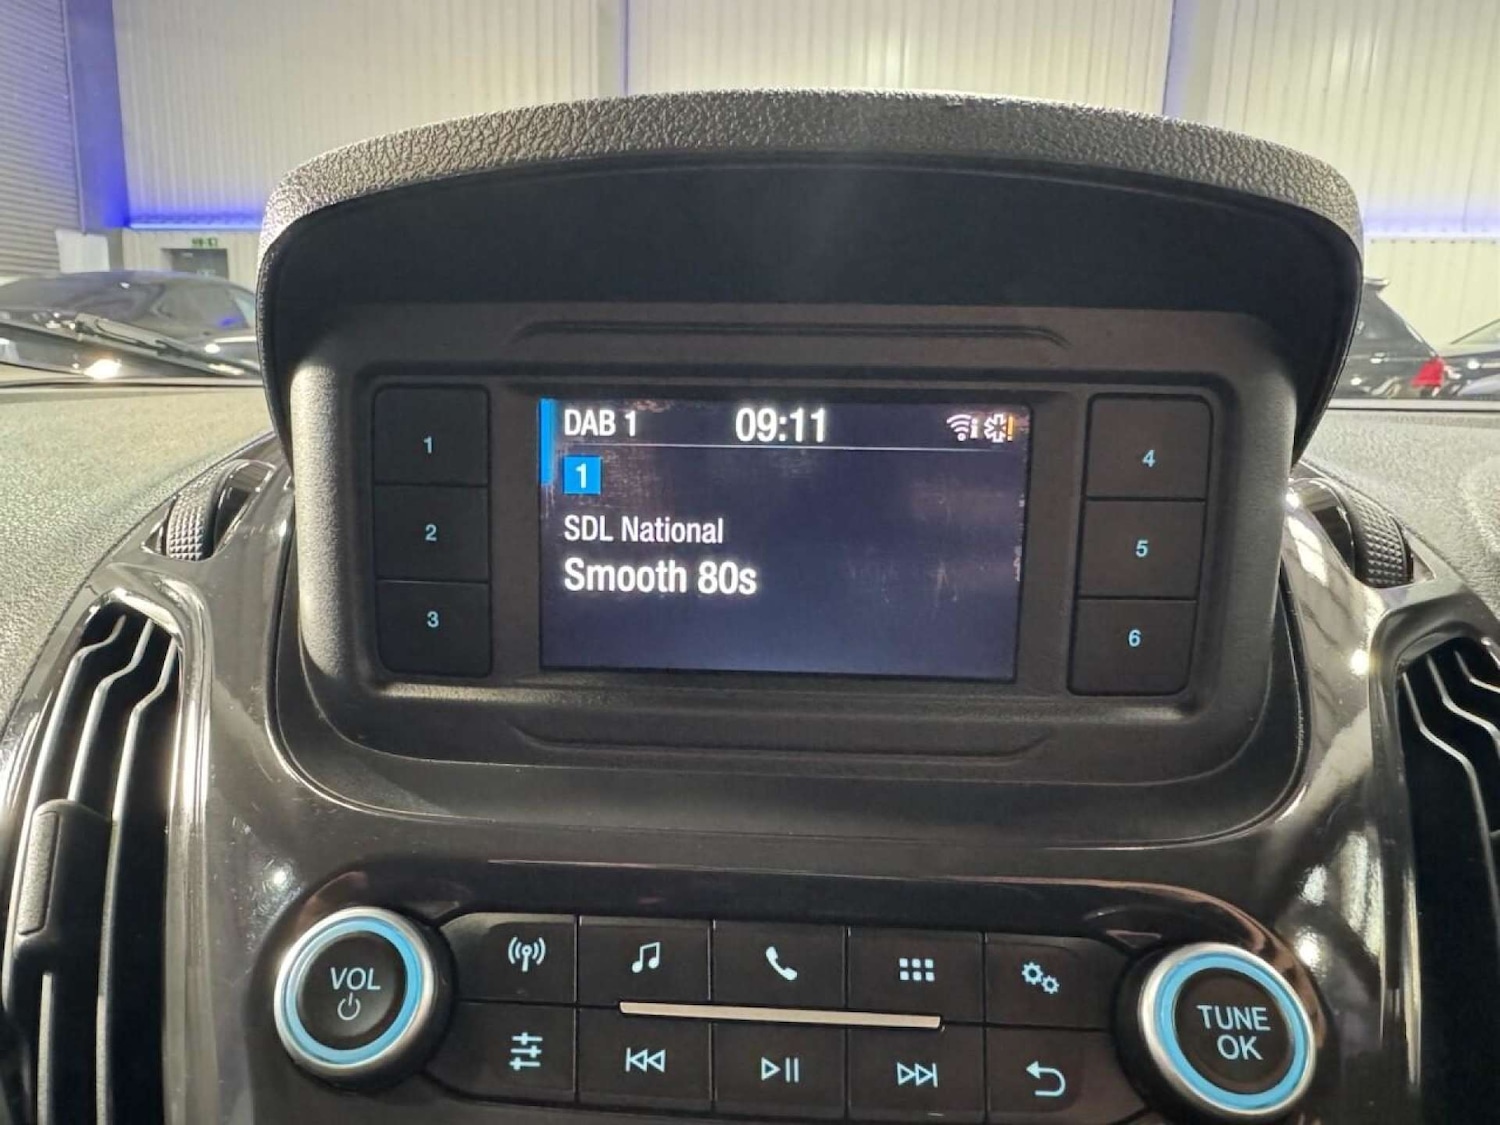 DAB 1 09:11
1
SDL National
Smooth 80s
1
2
3
4
5
6
VOL
TUNE
OK